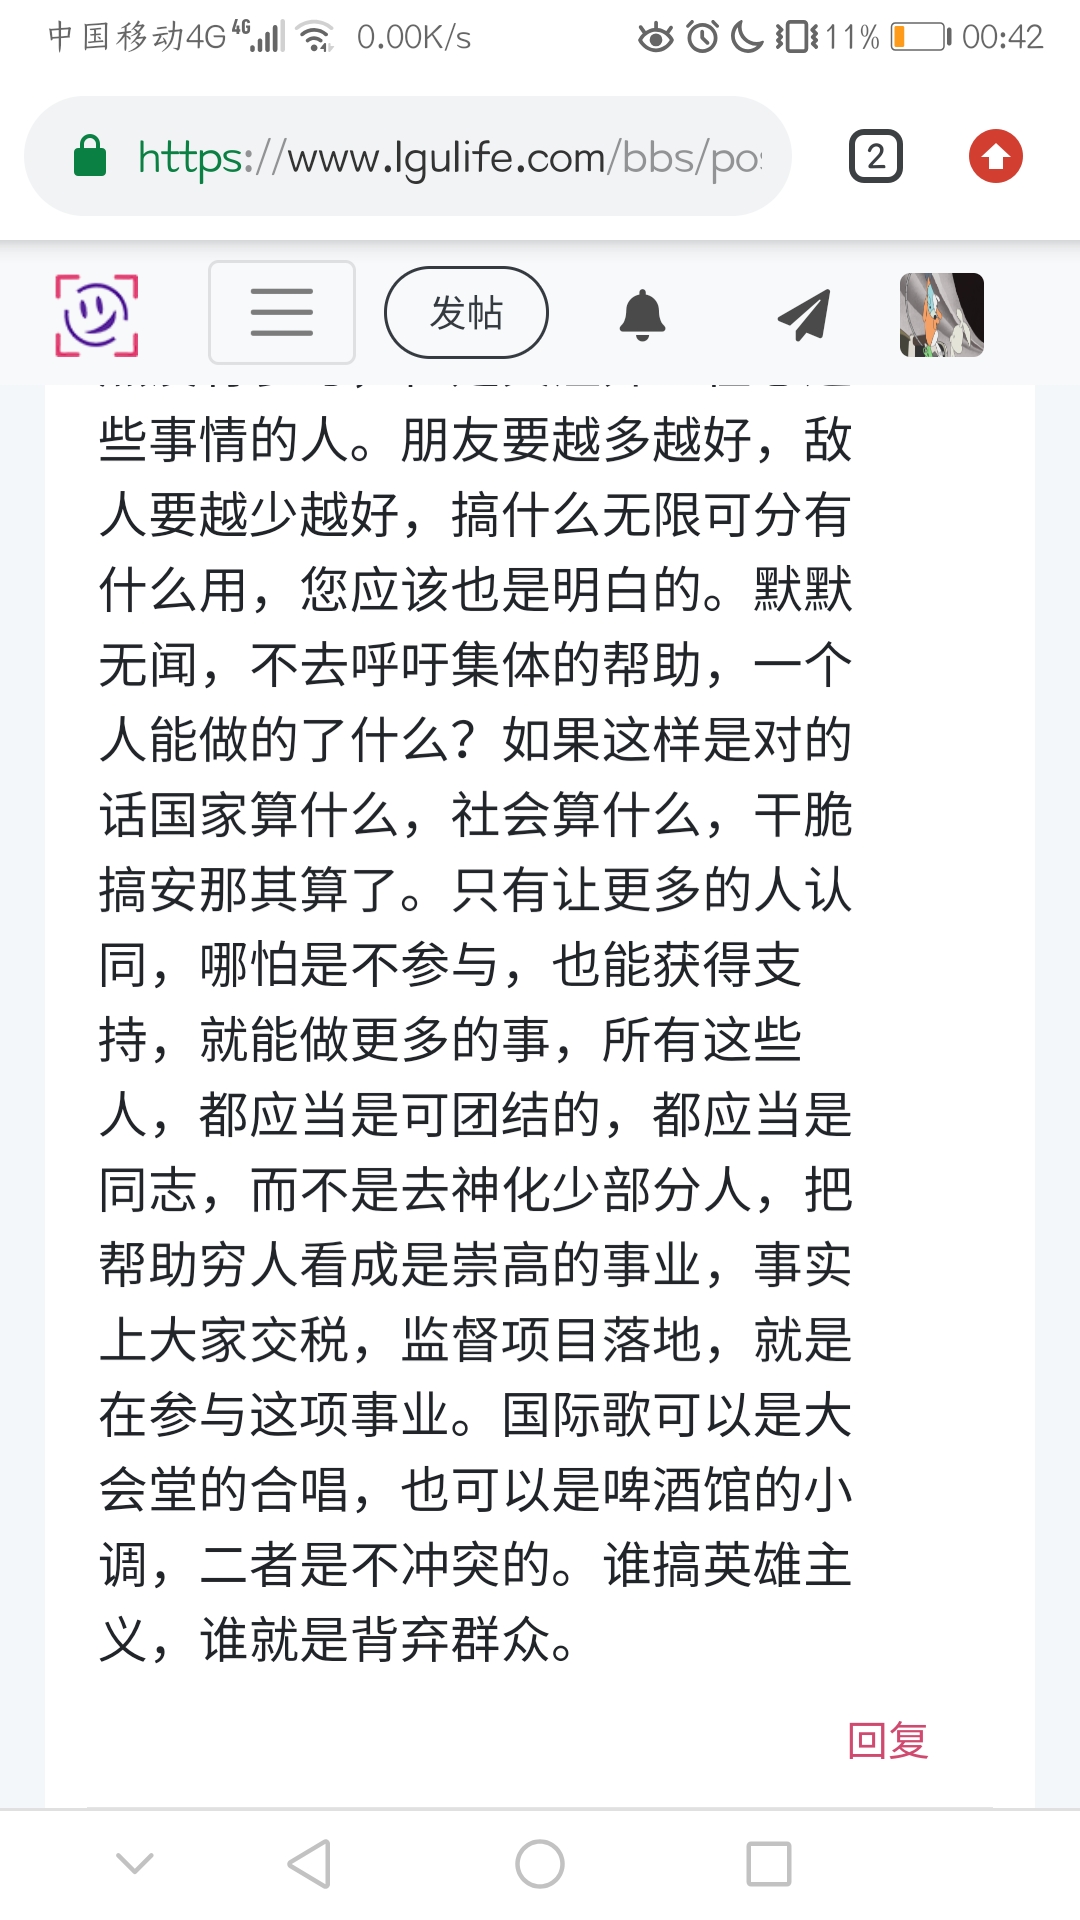 中国移动4G 4G 0.00K/s 11% 00:42
https://www.lgulife.com/bbs/po
2
发帖
些事情的人。朋友要越多越好，敌
人要越少越好，搞什么无限可分有
什么用，您应该也是明白的。默默
无闻，不去呼吁集体的帮助，一个
人能做的了什么？如果这样是对的
话国家算什么，社会算什么，干脆
搞安那其算了。只有让更多的人认
同，哪怕是不参与，也能获得支
持，就能做更多的事，所有这些
人，都应当是可团结的，都应当是
同志，而不是去神化少部分人，把
帮助穷人看成是崇高的事业，事实
上大家交税，监督项目落地，就是
在参与这项事业。国际歌可以是大
会堂的合唱，也可以是啤酒馆的小
调，二者是不冲突的。谁搞英雄主
义，谁就是背弃群众。
回复